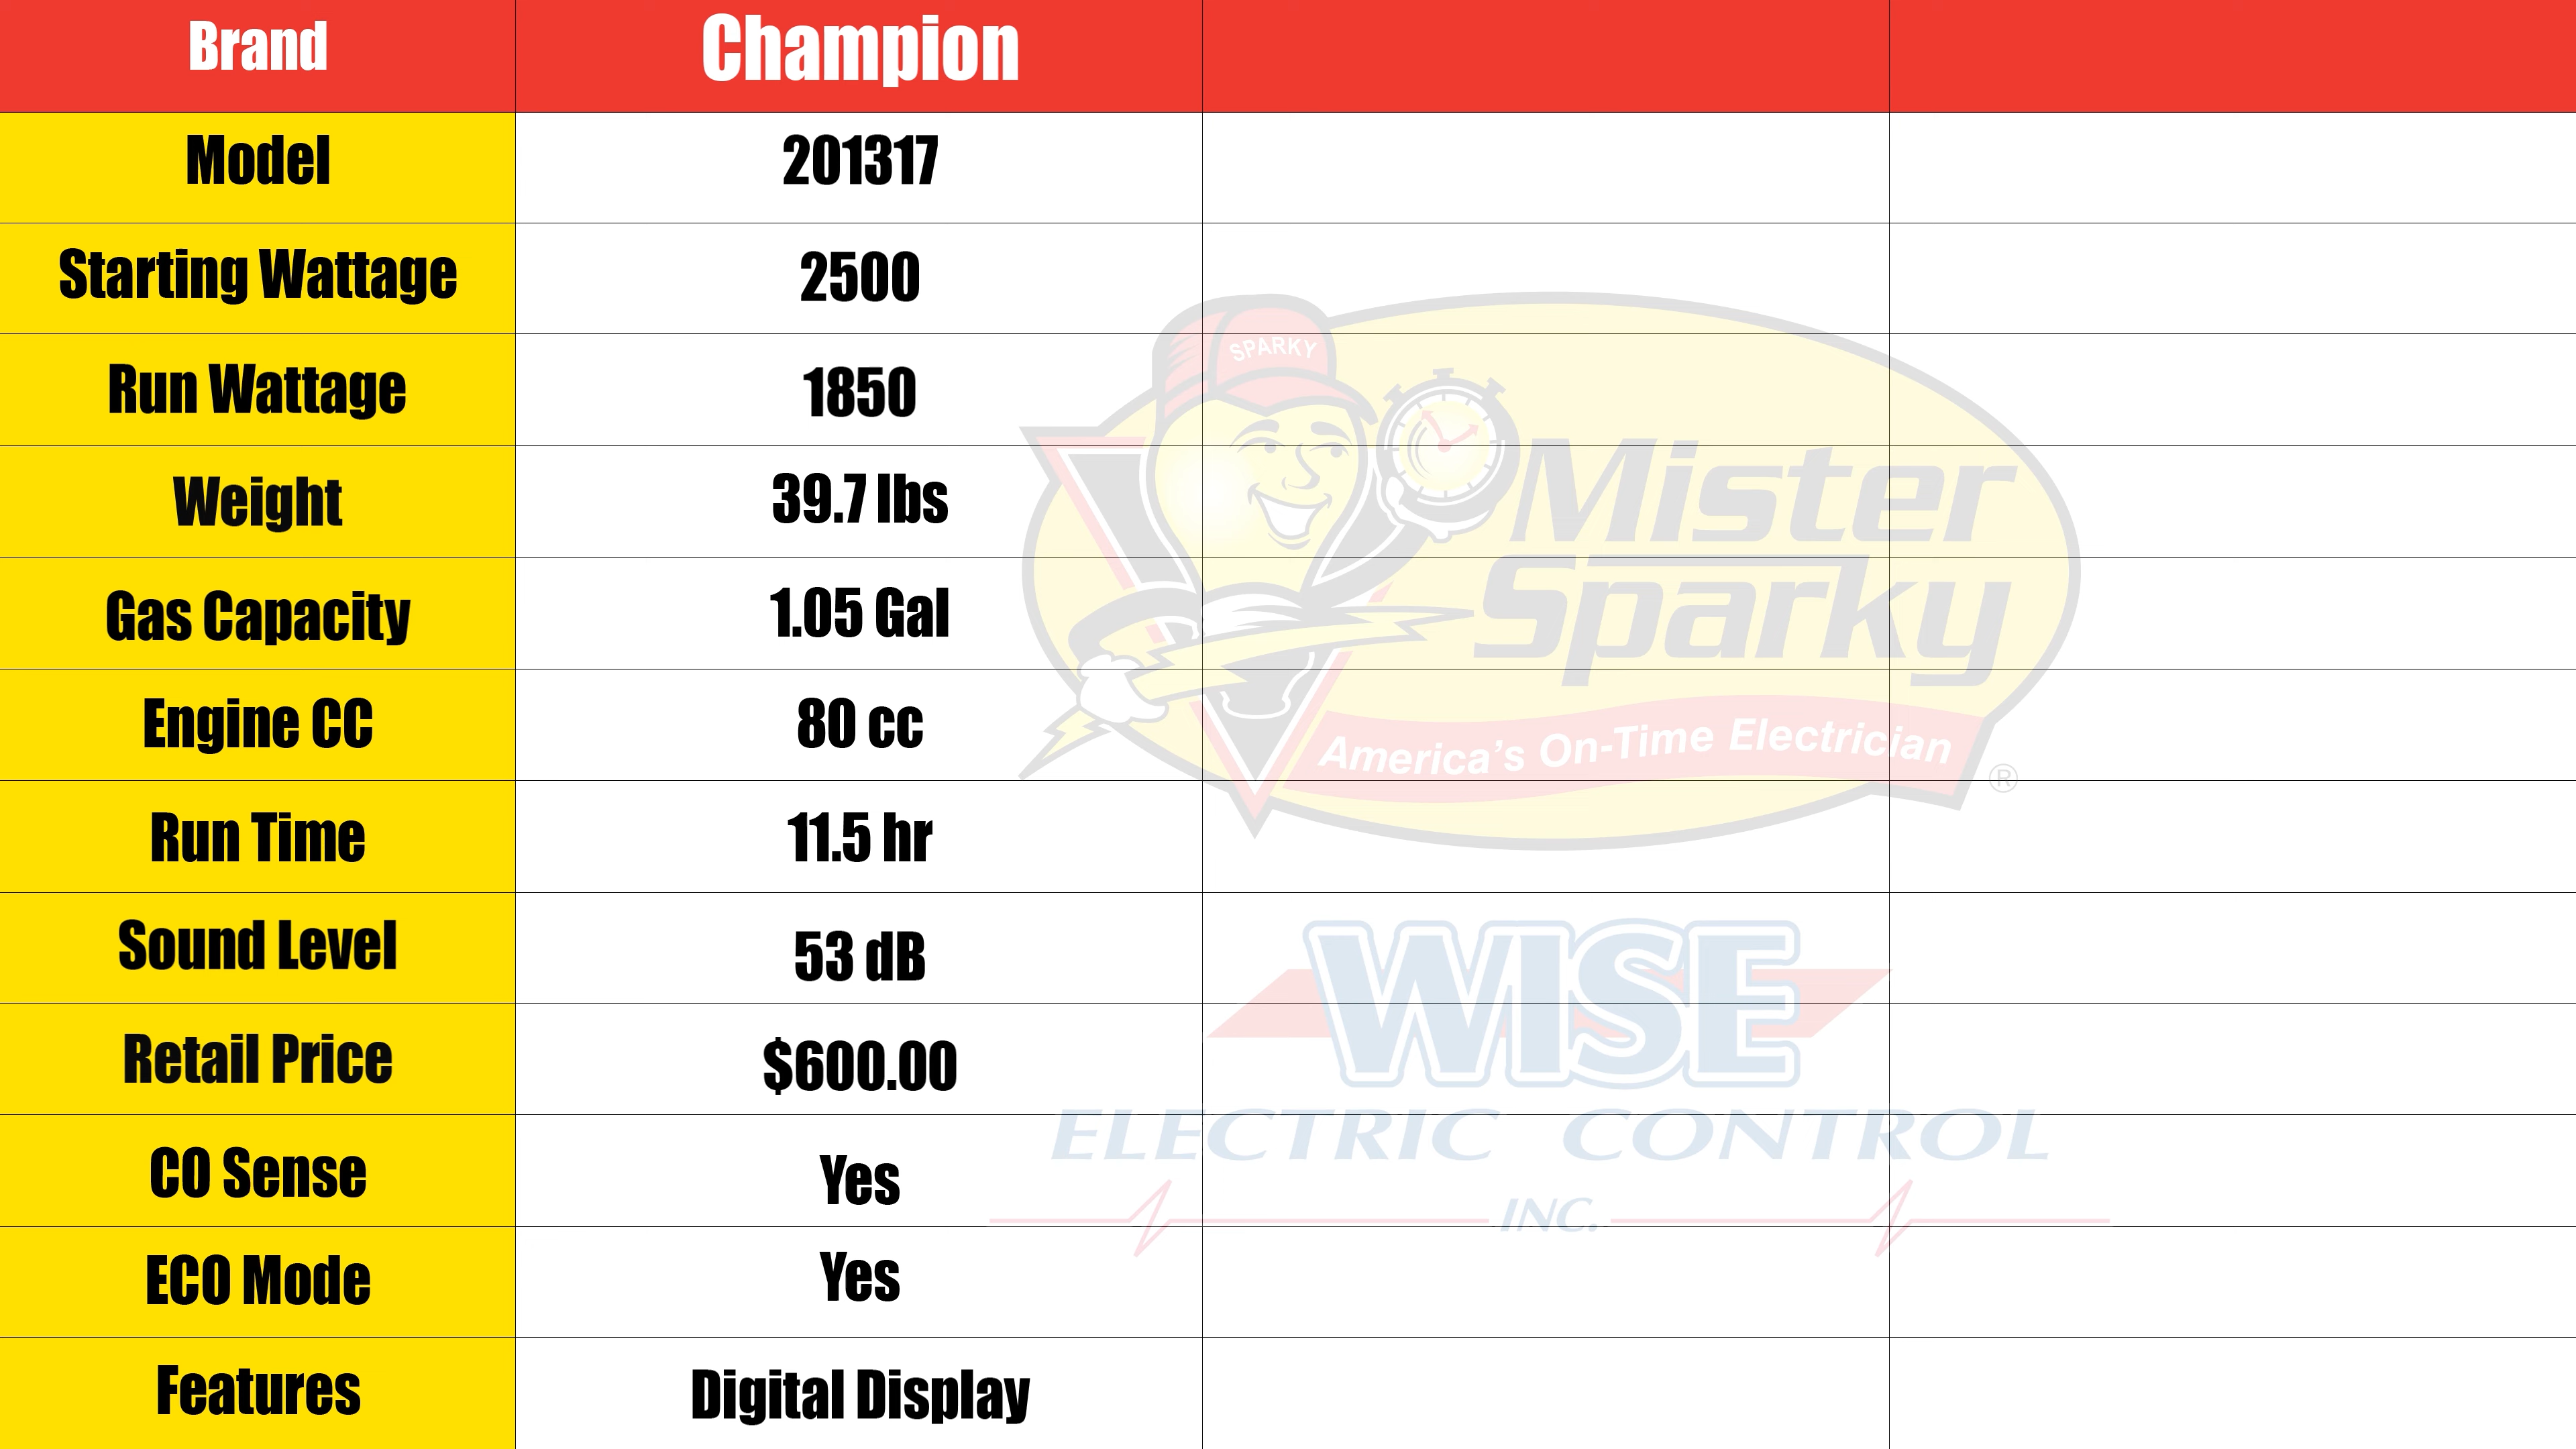 Brand Champion
Model 201317
Starting Wattage 2500
Run Wattage 1850
Weight 39.7 lbs
Gas Capacity 1.05 Gal
Engine CC 80 cc
Run Time 11.5 hr
Sound Level 53 dB
Retail Price $600.00
CO Sense Yes
ECO Mode Yes
Features Digital Display
SPARKY
Mister
Sparky
America's On-Time Electrician
®
WISE
ELECTRIC CONTROL
INC.